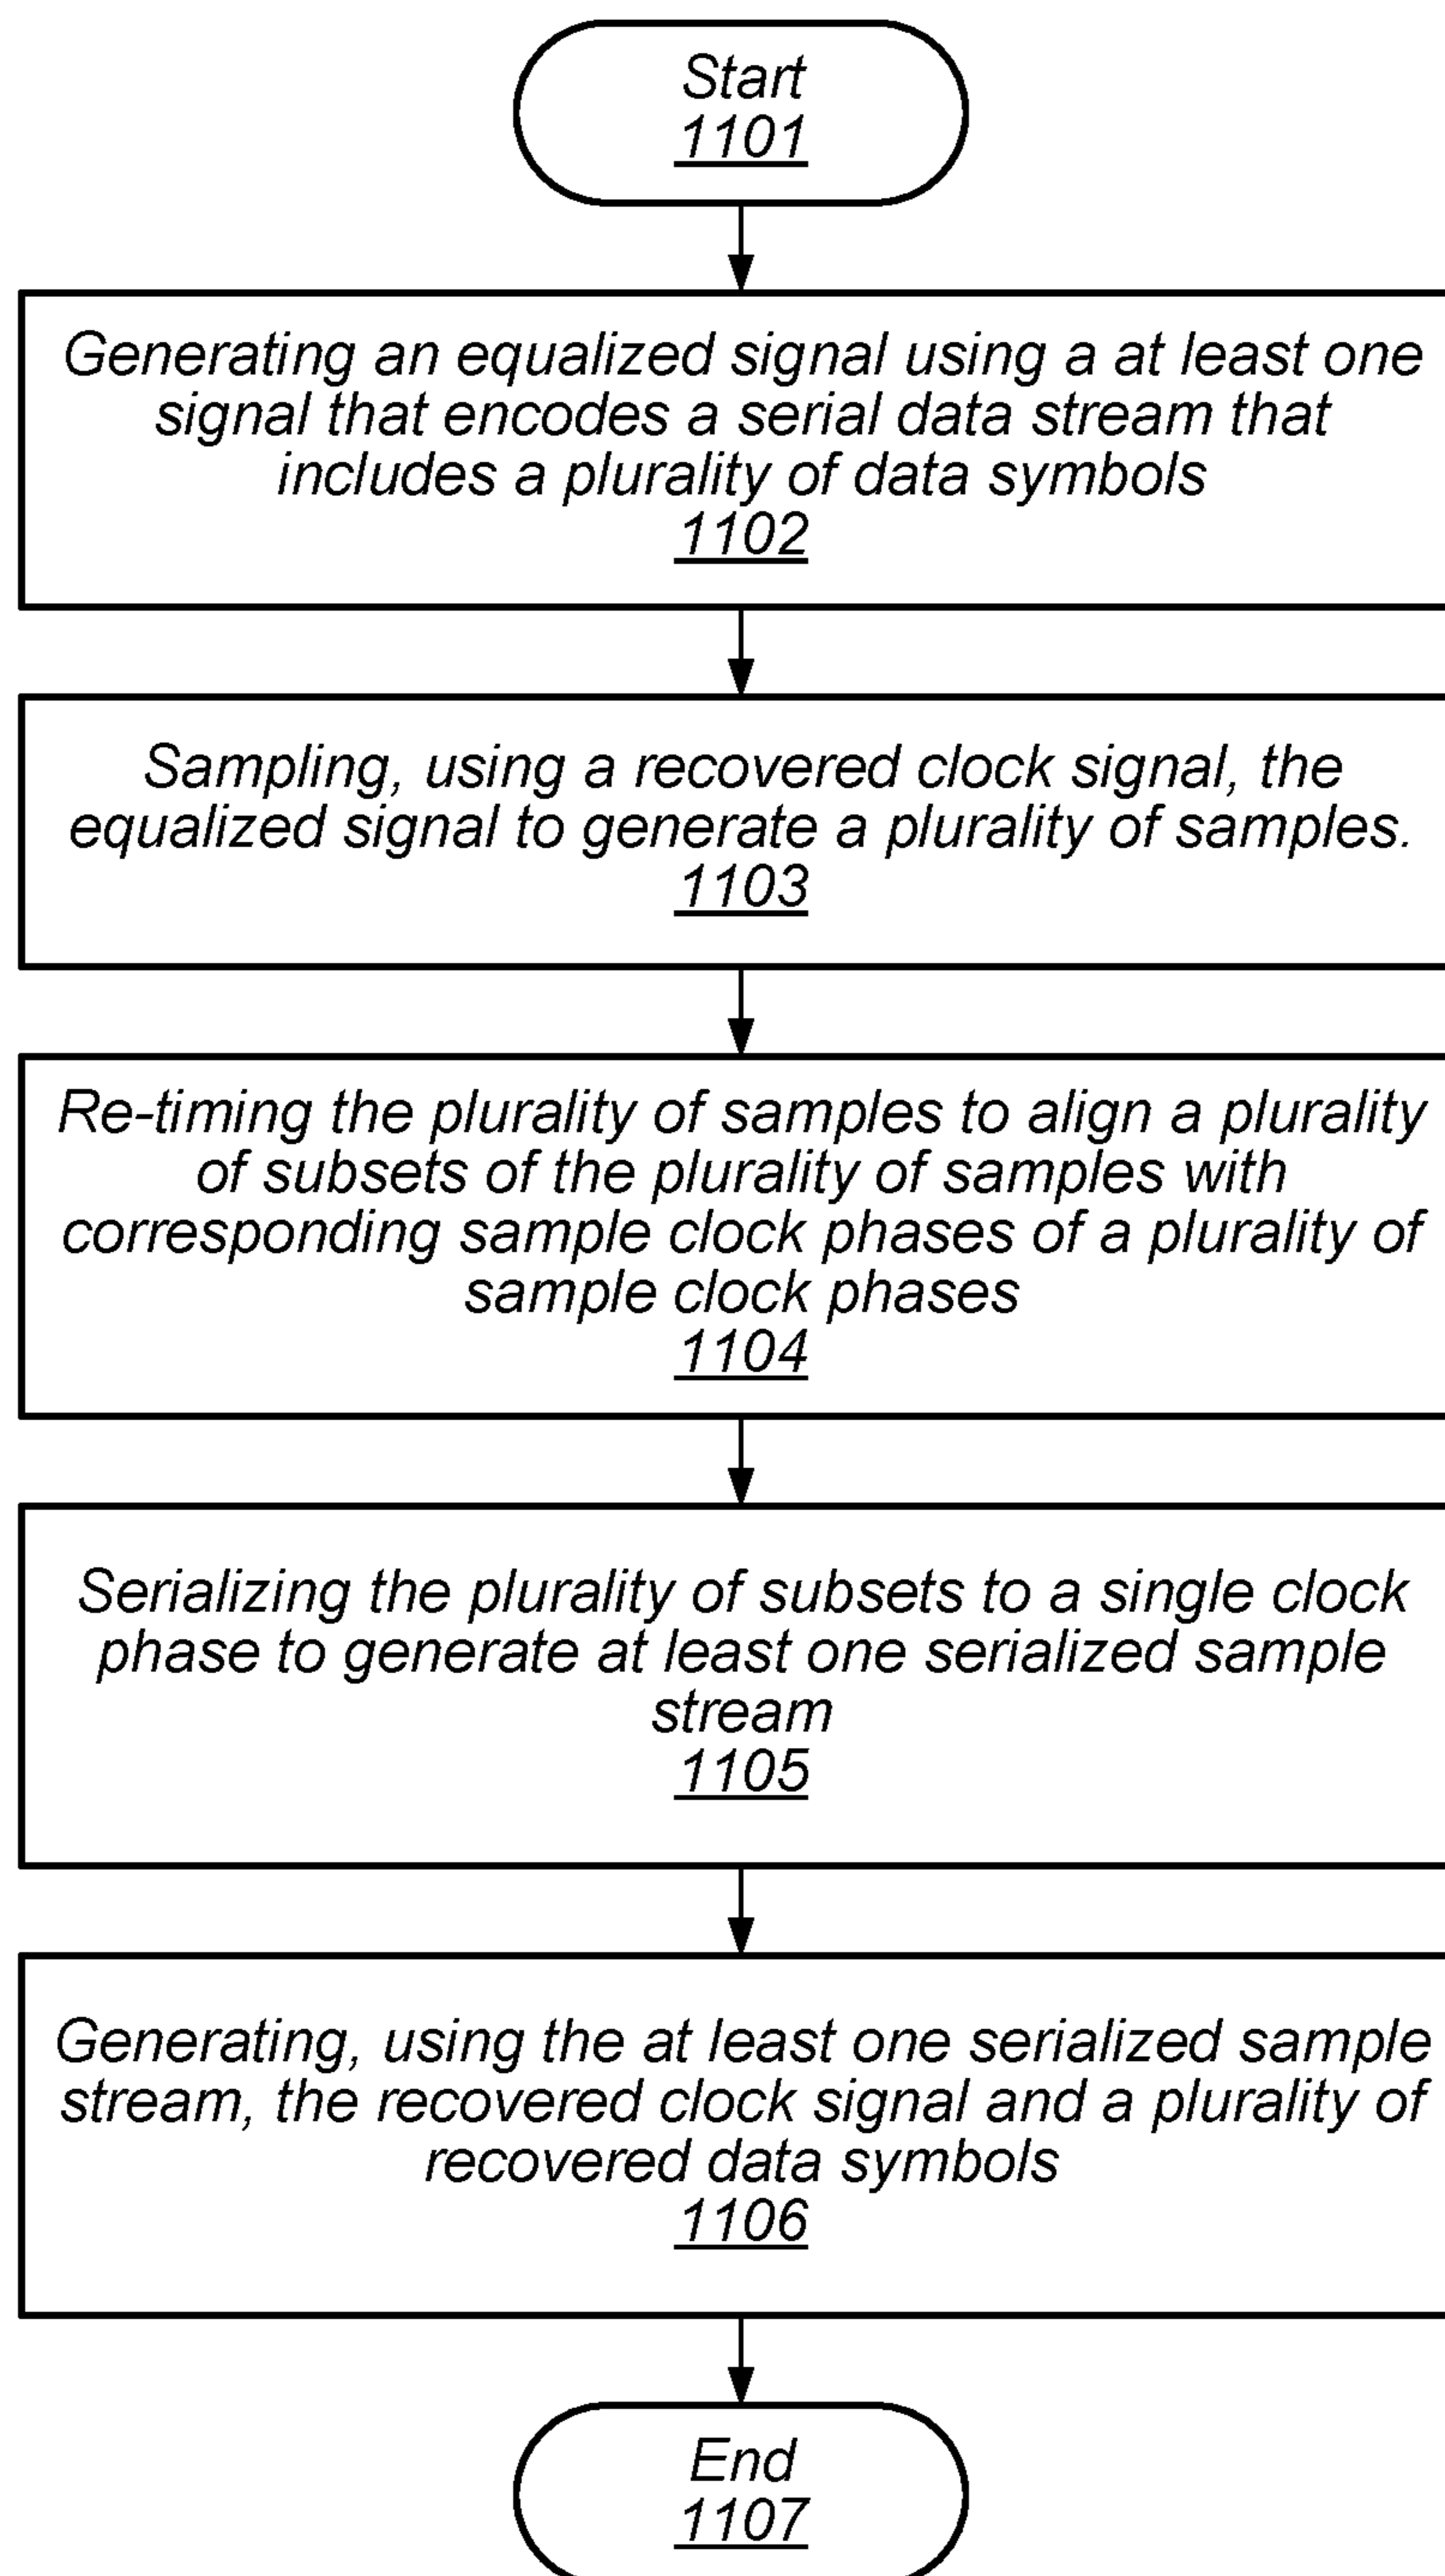 Start
1101
Generating an equalized signal using a at least one
signal that encodes a serial data stream that
includes a plurality of data symbols
1102
Sampling, using a recovered clock signal, the
equalized signal to generate a plurality of samples.
1103
Re-timing the plurality of samples to align a plurality
of subsets of the plurality of samples with
corresponding sample clock phases of a plurality of
sample clock phases
1104
Serializing the plurality of subsets to a single clock
phase to generate at least one serialized sample
stream
1105
Generating, using the at least one serialized sample
stream, the recovered clock signal and a plurality of
recovered data symbols
1106
End
1107